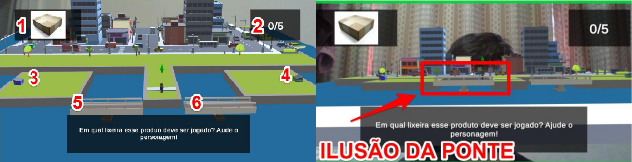 1
2
0/5
3
4
5
6
Em qual lixeira esse produto deve ser jogado? Ajude o
personagem!
0/5
Em qual lixeira esse produto deve ser jogado? Ajude o
personagem!
ILUSÃO DA PONTE